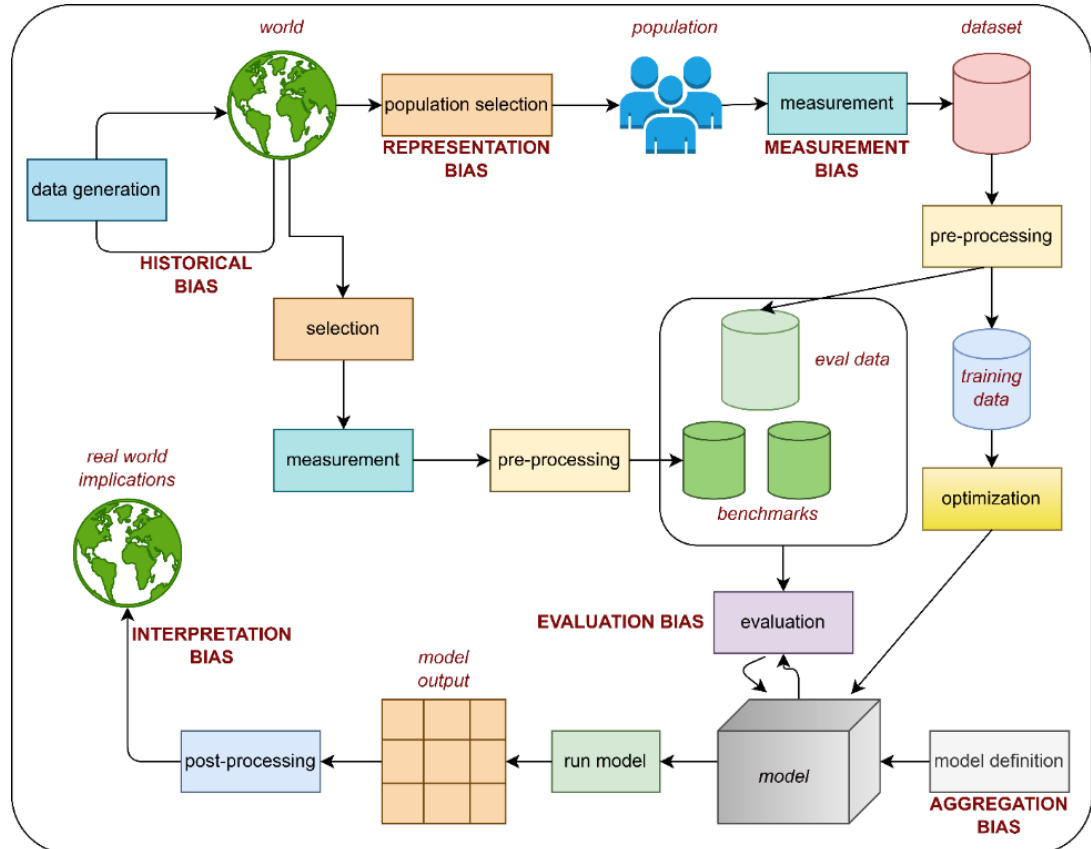 world
population
dataset
population selection
measurement
REPRESENTATION
BIAS
MEASUREMENT
BIAS
data generation
HISTORICAL
BIAS
pre-processing
selection
eval data
training
data
measurement
pre-processing
benchmarks
optimization
real world
implications
EVALUATION BIAS
evaluation
INTERPRETATION
BIAS
model
output
post-processing
run model
model
model definition
AGGREGATION
BIAS